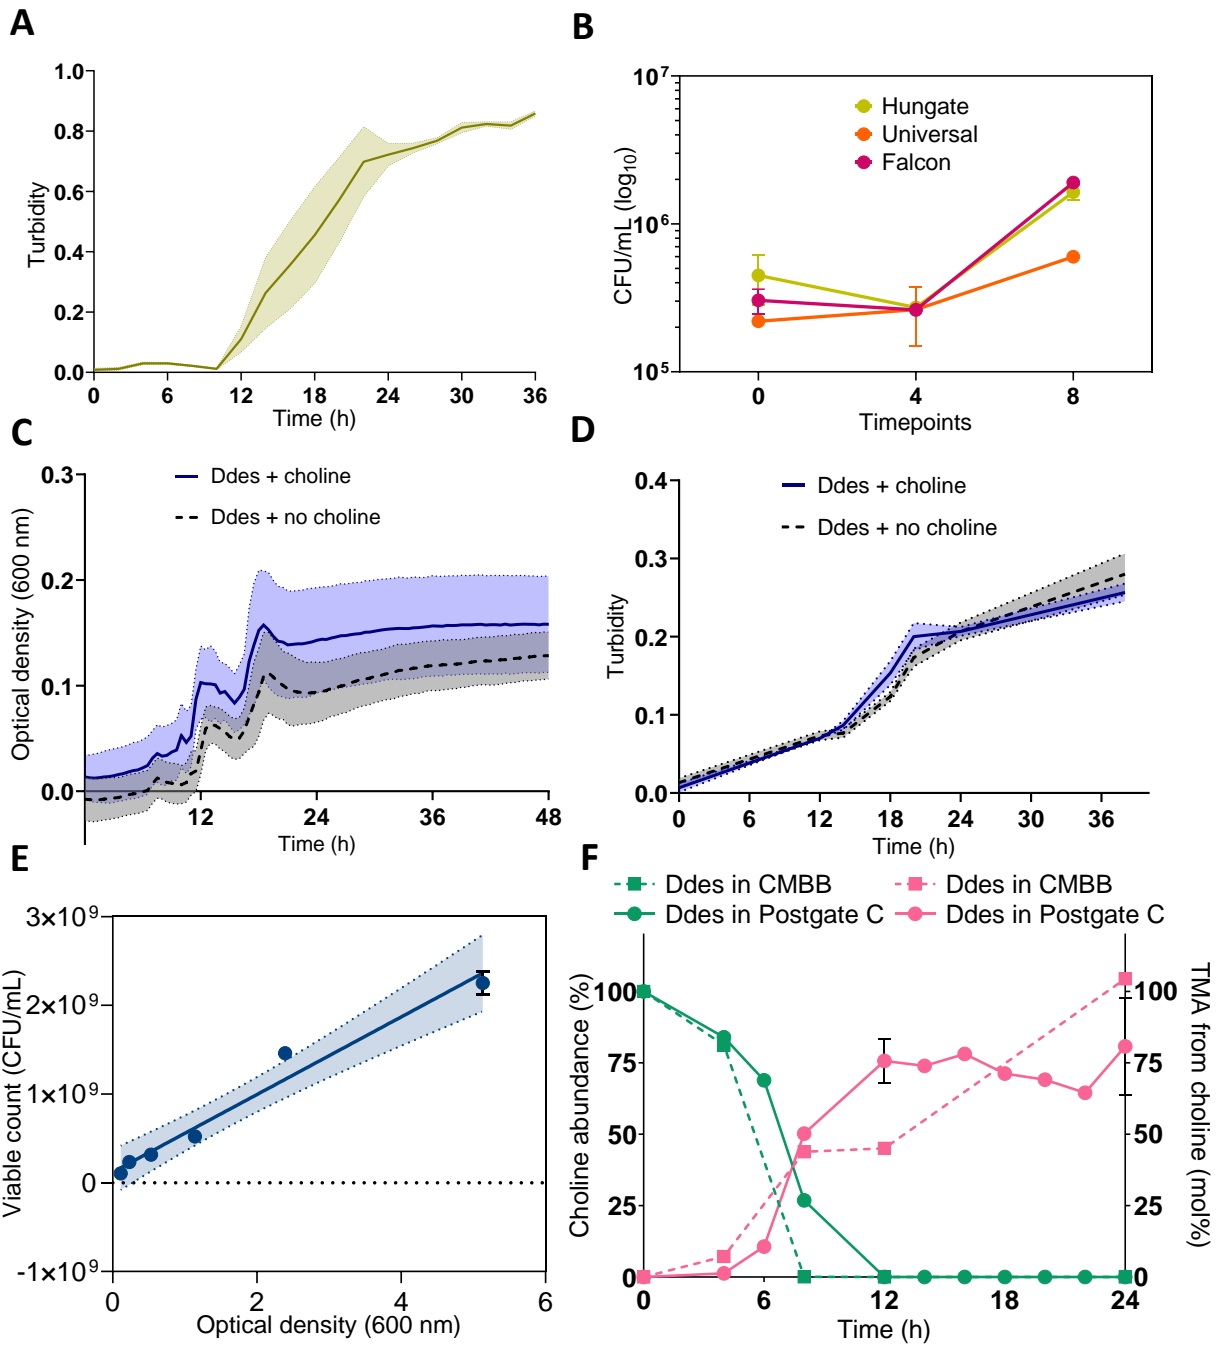 A
1.0
0.8
0.6
0.4
0.2
0.0
Turbidity
0 6 12 18 24 30 36
Time (h)
B
10⁷
10⁶
10⁵
CFU/mL (log₁₀)
Hungate
Universal
Falcon
0 4 8
Timepoints
C
0.3
0.2
0.1
0.0
Optical density (600 nm)
Ddes + choline
Ddes + no choline
12 24 36 48
Time (h)
D
0.4
0.3
0.2
0.1
0.0
Turbidity
Ddes + choline
Ddes + no choline
0 6 12 18 24 30 36
Time (h)
E
3×10⁹
2×10⁹
1×10⁹
0
-1×10⁹
Viable count (CFU/mL)
0 2 4 6
Optical density (600 nm)
F
Ddes in CMBB Ddes in CMBB
Ddes in Postgate C Ddes in Postgate C
100
75
50
25
0
Choline abundance (%)
100
75
50
25
0
TMA from choline (mol%)
0 6 12 18 24
Time (h)